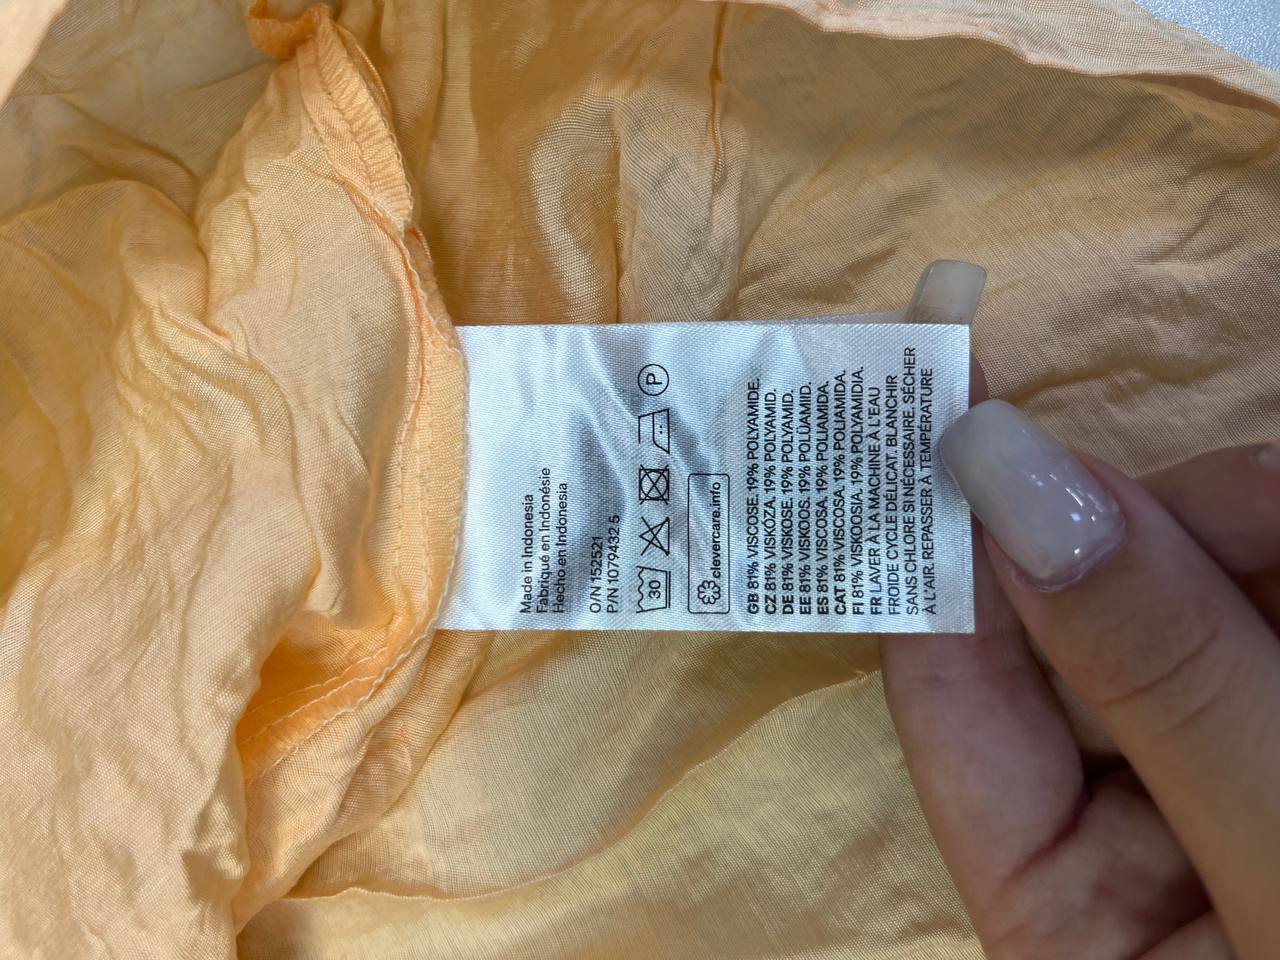 Made in Indonesia
Fabriqué en Indonésie
Hecho en Indonesia
O/N 152521
P/N 1079432 5
30
P
clevercare.info
GB 81% VISCOSE. 19% POLYAMIDE.
CZ 81% VISKÓZA. 19% POLYAMID.
DE 81% VISKOSE. 19% POLYAMID.
EE 81% VISKOOS. 19% POLÜAMIID.
ES 81% VISCOSA. 19% POLIAMIDA.
CAT 81% VISCOSA. 19% POLIAMIDA.
FI 81% VISKOOSIA. 19% POLYAMIDIA.
FR LAVER À LA MACHINE À L'EAU
FROIDE CYCLE DÉLICAT. BLANCHIR
SANS CHLORE SI NÉCESSAIRE. SÉCHER
À L'AIR. REPASSER À TEMPÉRATURE